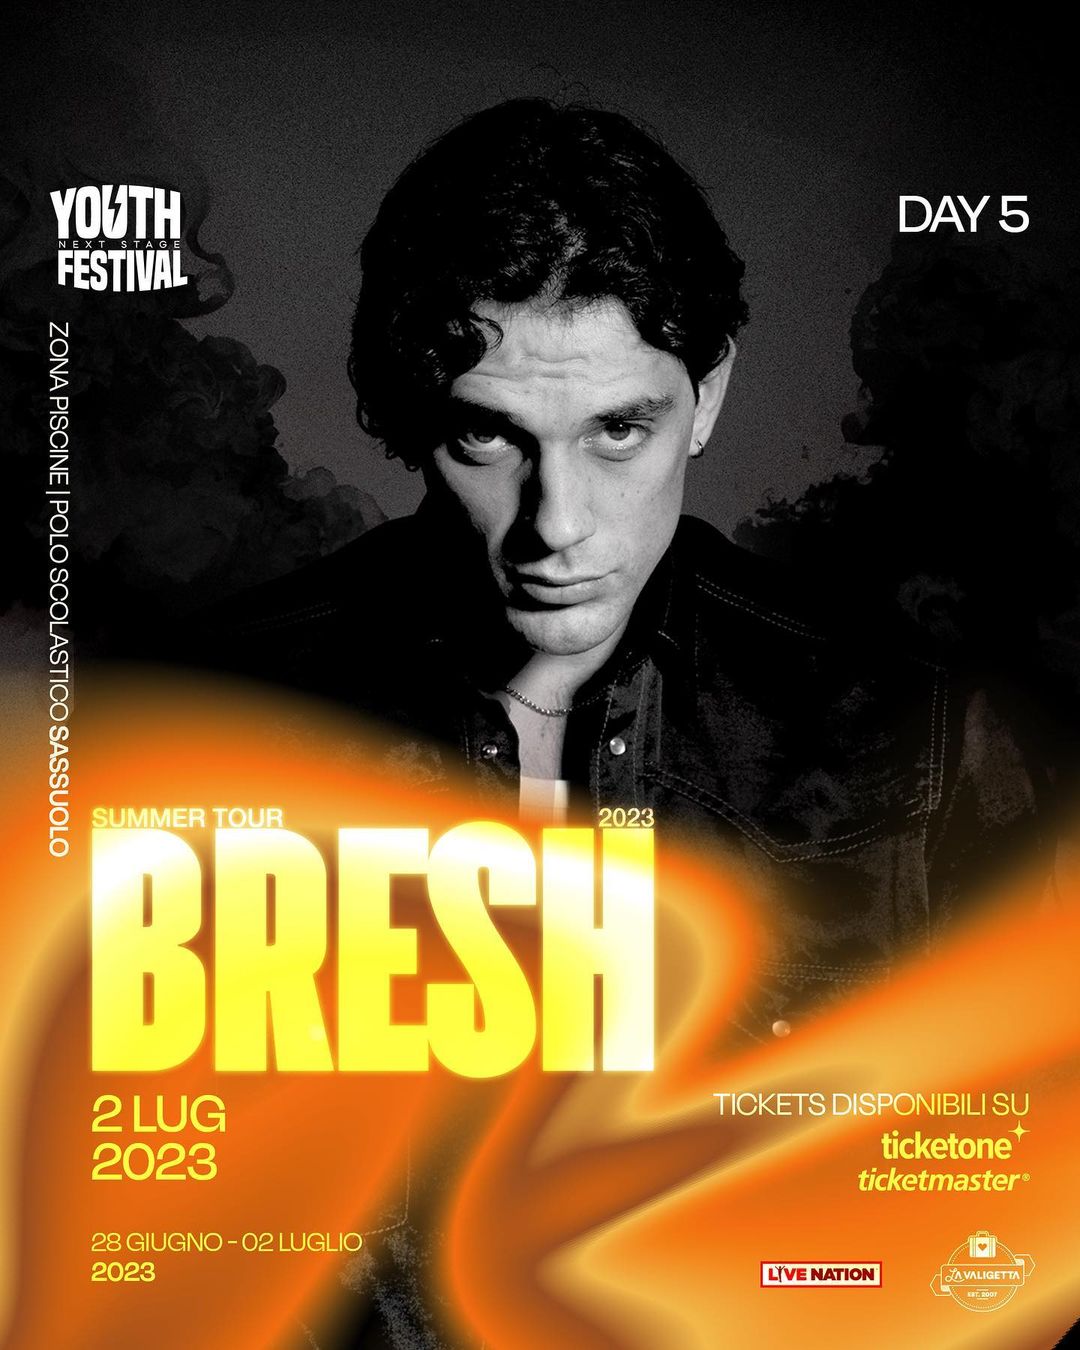 YOUTH
NEXT STAGE
FESTIVAL
DAY 5
ZONA PISCINE | POLO SCOLASTICO SASSUOLO
SUMMER TOUR 2023
BRESH
2 LUG
2023
28 GIUGNO - 02 LUGLIO
2023
TICKETS DISPONIBILI SU
ticketone
ticketmaster®
LIVE NATION
LA VALIGETTA
EST. 2007